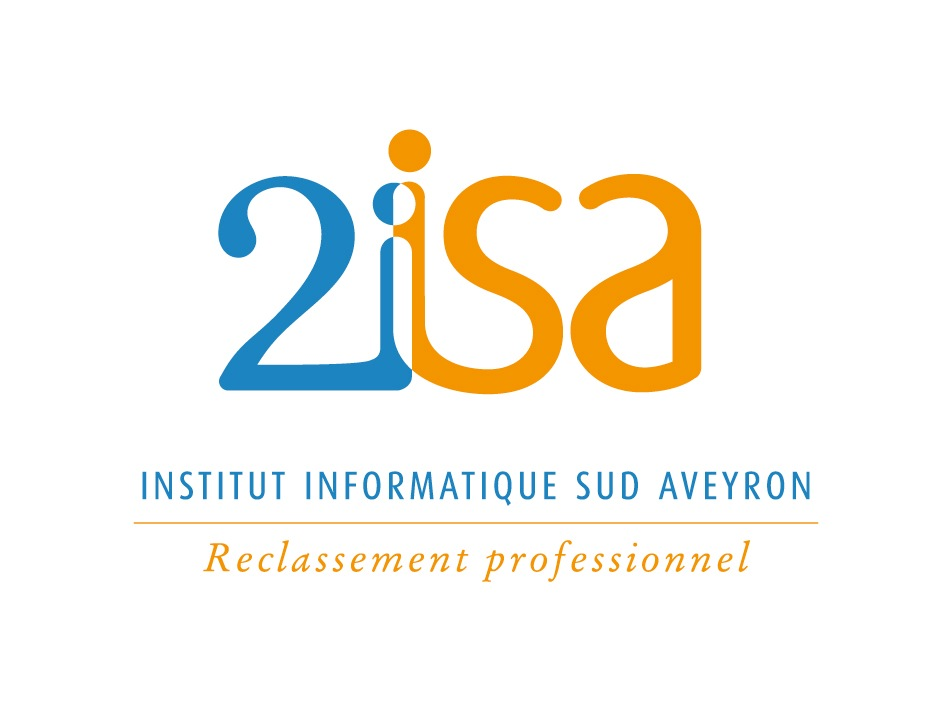 2isa
INSTITUT INFORMATIQUE SUD AVEYRON
Reclassement professionnel